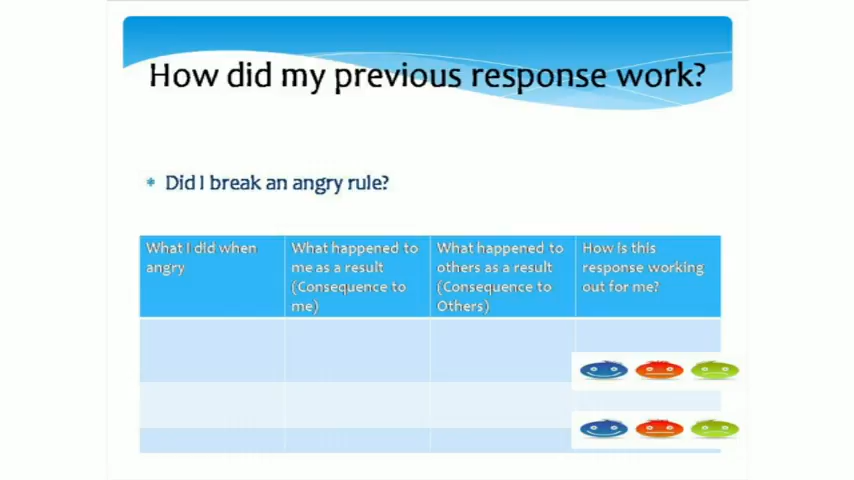 How did my previous response work?
Did I break an angry rule?
What I did when
angry
What happened to
me as a result
(Consequence to
me)
What happened to
others as a result
(Consequence to
Others)
How is this
response working
out for me?